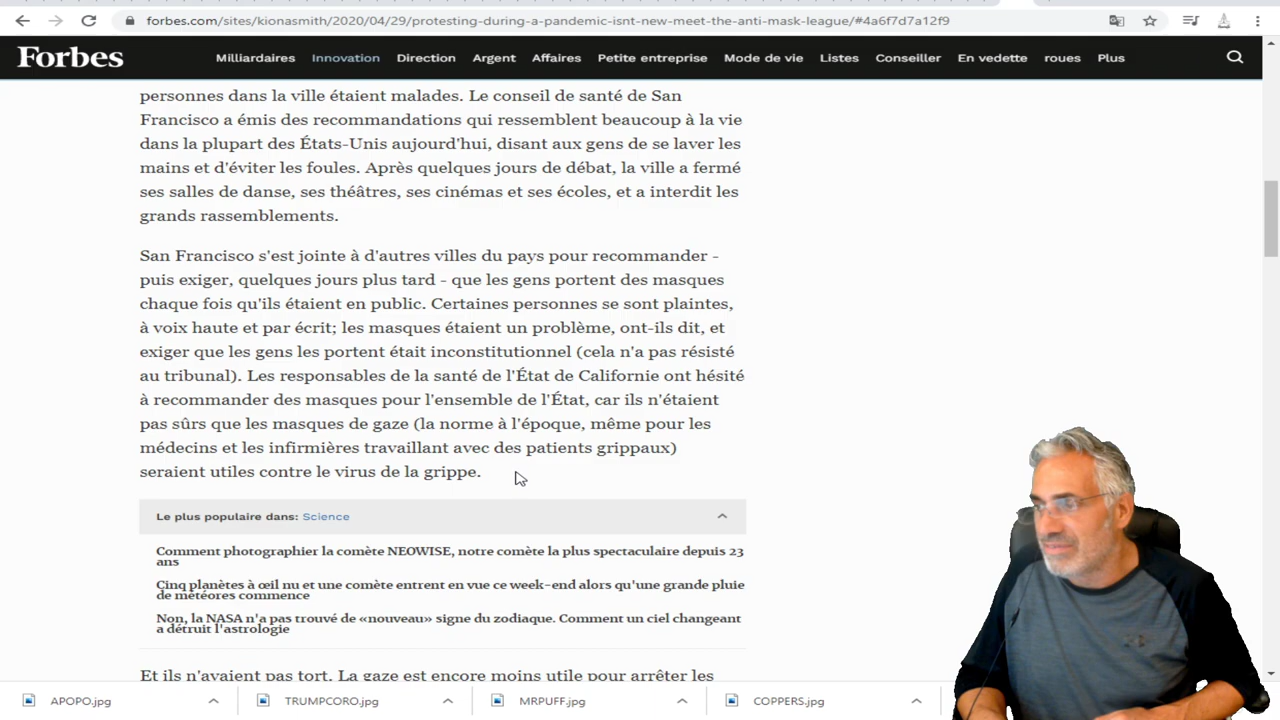 forbes.com/sites/kionasmith/2020/04/29/protesting-during-a-pandemic-isnt-new-meet-the-anti-mask-league/#4a6f7d7a12f9
Forbes Milliardaires Innovation Direction Argent Affaires Petite entreprise Mode de vie Listes Conseiller En vedette roues Plus
personnes dans la ville étaient malades. Le conseil de santé de San
Francisco a émis des recommandations qui ressemblent beaucoup à la vie
dans la plupart des États-Unis aujourd'hui, disant aux gens de se laver les
mains et d'éviter les foules. Après quelques jours de débat, la ville a fermé
ses salles de danse, ses théâtres, ses cinémas et ses écoles, et a interdit les
grands rassemblements.
San Francisco s'est jointe à d'autres villes du pays pour recommander -
puis exiger, quelques jours plus tard - que les gens portent des masques
chaque fois qu'ils étaient en public. Certaines personnes se sont plaintes,
à voix haute et par écrit; les masques étaient un problème, ont-ils dit, et
exiger que les gens les portent était inconstitutionnel (cela n'a pas résisté
au tribunal). Les responsables de la santé de l'État de Californie ont hésité
à recommander des masques pour l'ensemble de l'État, car ils n'étaient
pas sûrs que les masques de gaze (la norme à l'époque, même pour les
médecins et les infirmières travaillant avec des patients grippaux)
seraient utiles contre le virus de la grippe.
Le plus populaire dans: Science
Comment photographier la comète NEOWISE, notre comète la plus spectaculaire depuis 23
ans
Cinq planètes à œil nu et une comète entrent en vue ce week-end alors qu'une grande pluie
de météores commence
Non, la NASA n'a pas trouvé de «nouveau» signe du zodiaque. Comment un ciel changeant
a détruit l'astrologie
Et ils n'avaient pas tort. La gaze est encore moins utile pour arrêter les
APOPO.jpg TRUMPCORO.jpg MRPUFF.jpg COPPERS.jpg